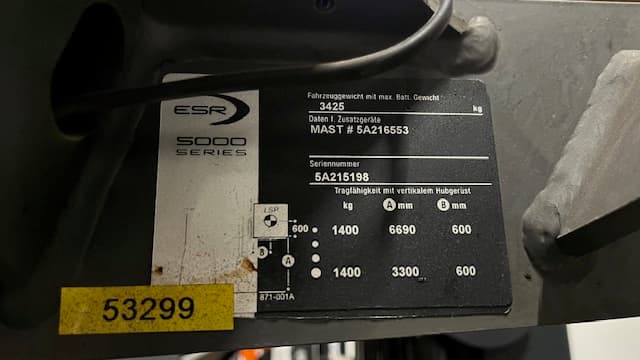 ESR
5000
SERIES
Fahrzeuggewicht mit max. Batt. Gewicht
3425 kg
Daten l. Zusatzgeräte
MAST # 5A216553
Seriennummer
5A215198
Tragfähigkeit mit vertikalem Hubgerüst
kg A mm B mm
LSP
600
1400 6690 600
B
A
1400 3300 600
871-001A
53299